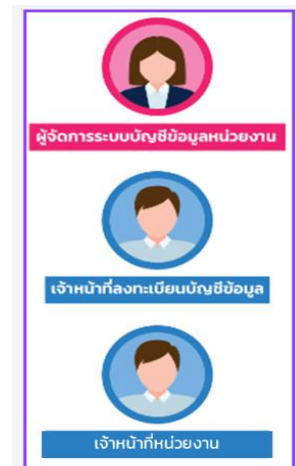 ผู้จัดการระบบบัญชีข้อมูลหน่วยงาน
เจ้าหน้าที่ลงทะเบียนบัญชีข้อมูล
เจ้าหน้าที่หน่วยงาน